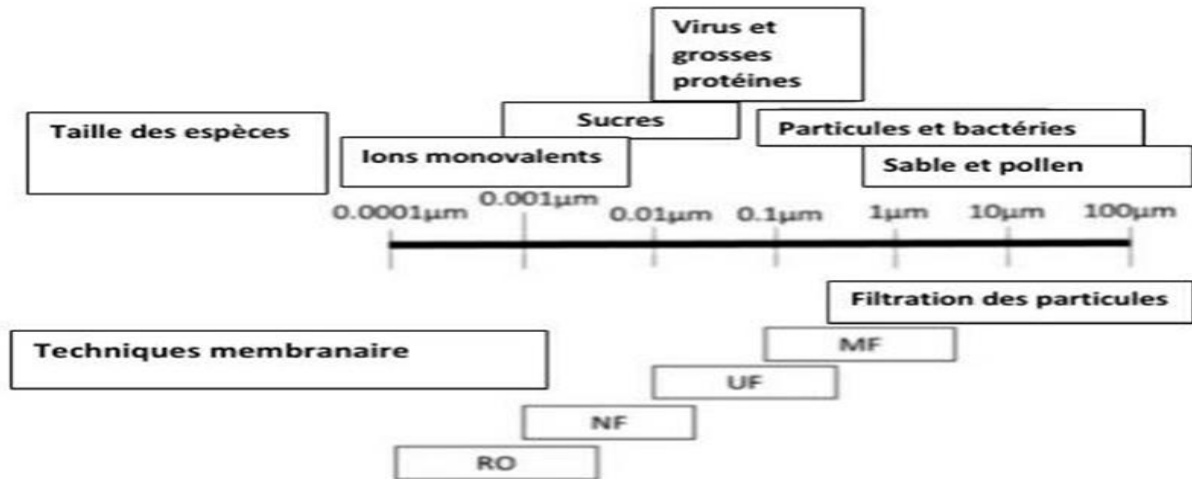 Virus et
grosses
protéines
Taille des espèces
Sucres
Particules et bactéries
Ions monovalents
Sable et pollen
0.0001µm
0.001µm
0.01µm
0.1µm
1µm
10µm
100µm
Filtration des particules
Techniques membranaire
MF
UF
NF
RO